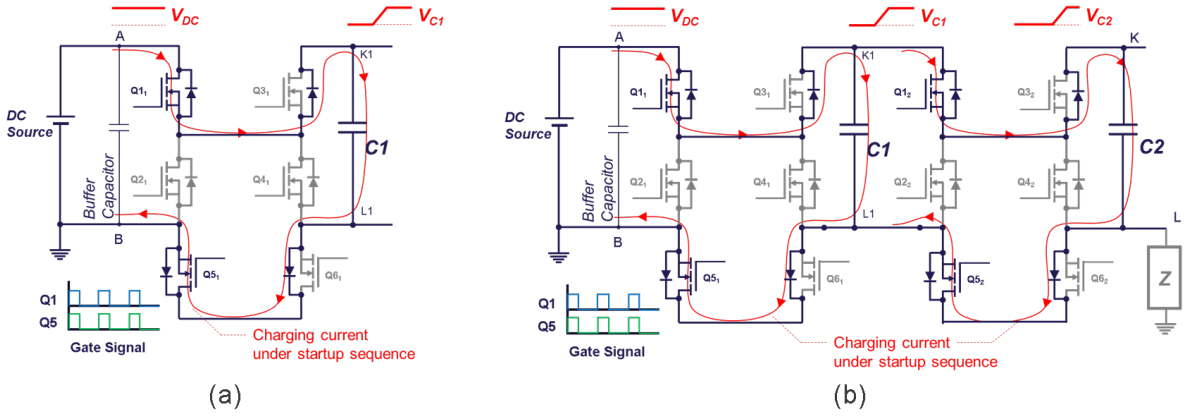 V_DC
V_C1
A
K1
Q1₁
Q3₁
DC
Source
C1
Buffer
Capacitor
Q2₁
Q4₁
L1
B
Q5₁
Q6₁
Q1
Q5
Gate Signal
Charging current
under startup sequence
(a)
V_DC
V_C1
V_C2
A
K1
K
Q1₁
Q3₁
Q1₂
Q3₂
DC
Source
C1
C2
Buffer
Capacitor
Q2₁
Q4₁
Q2₂
Q4₂
L1
L
B
Q5₁
Q6₁
Q5₂
Q6₂
Z
Q1
Q5
Gate Signal
Charging current
under startup sequence
(b)